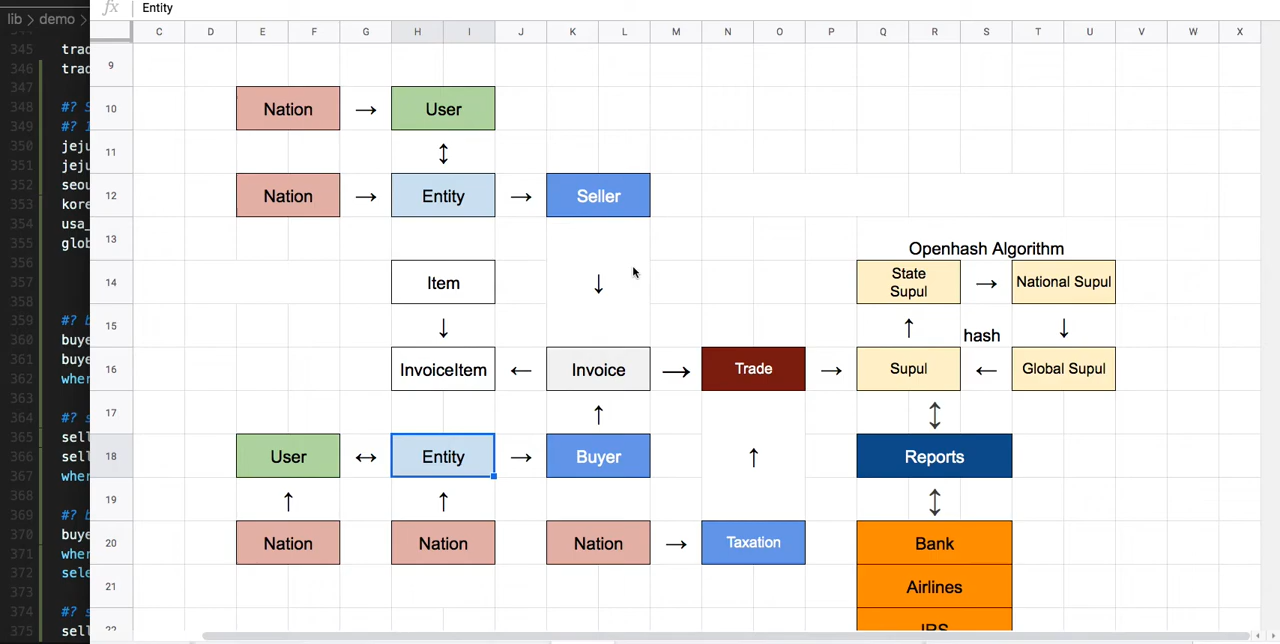 lib > demo >
fx
Entity
C D E F G H I J K L M N O P Q R S T U V W X
345 trad
346 trad
347
348 #?
349 #?
350 jeju
351 jeju
352 seou
353 kore
354 usa_
355 glob
356
357
358
359 #? b
360 buye
361 buye
362 wher
363
364 #? s
365 sell
366 sell
367 wher
368
369 #? b
370 buye
371 wher
372 sele
373
374 #? s
375 sell
9
10 Nation → User
11 ↕
12 Nation → Entity → Seller
13
Openhash Algorithm
14 Item ↓ State Supul → National Supul
15 ↓ ↑ hash ↓
16 InvoiceItem ← Invoice → Trade → Supul ← Global Supul
17 ↑ ↕
18 User ↔ Entity → Buyer ↑ Reports
19 ↑ ↑ ↕
20 Nation Nation Nation → Taxation Bank
21 Airlines
22 IRS